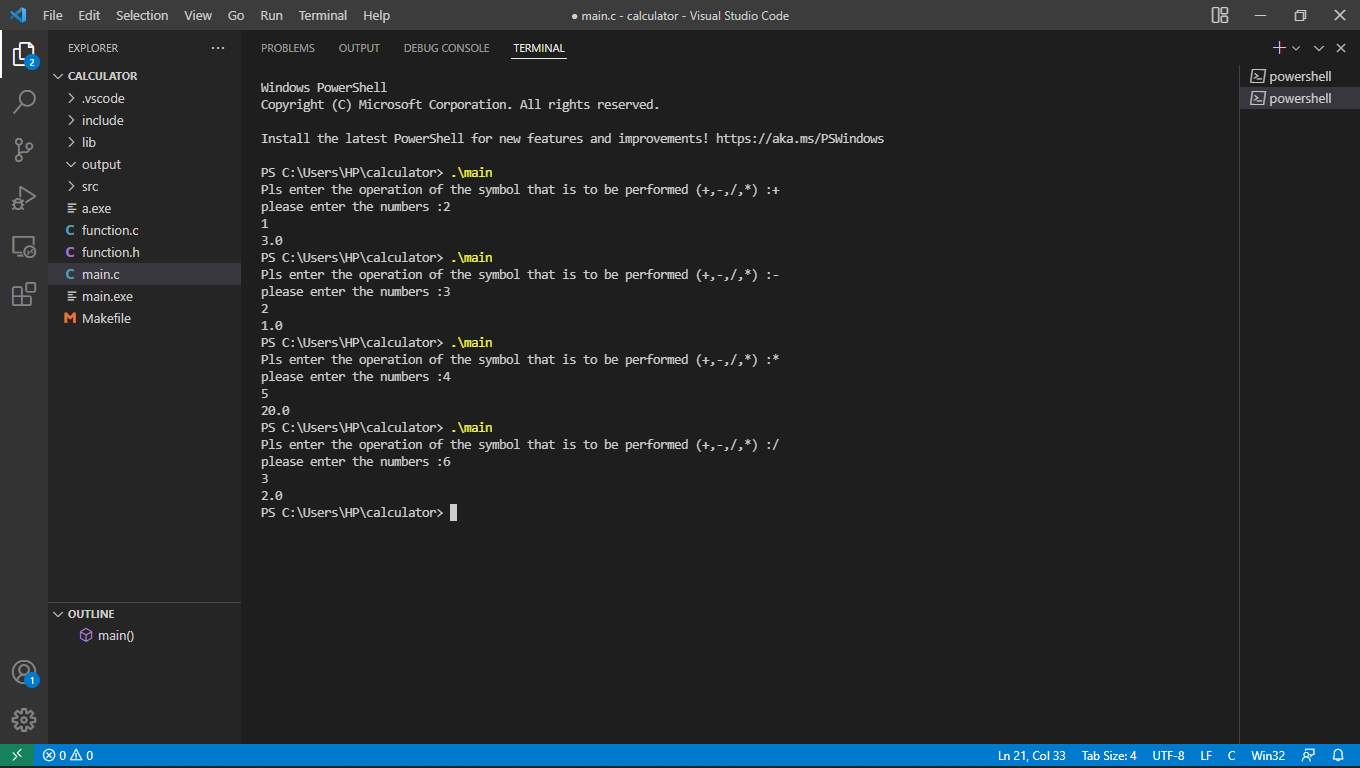 File Edit Selection View Go Run Terminal Help ● main.c - calculator - Visual Studio Code
EXPLORER ···
CALCULATOR
.vscode
include
lib
output
src
a.exe
C function.c
C function.h
C main.c
main.exe
M Makefile
OUTLINE
main()
2
1
PROBLEMS OUTPUT DEBUG CONSOLE TERMINAL
Windows PowerShell
Copyright (C) Microsoft Corporation. All rights reserved.
Install the latest PowerShell for new features and improvements! https://aka.ms/PSWindows
PS C:\Users\HP\calculator> .\main
Pls enter the operation of the symbol that is to be performed (+,-,/,*) :+
please enter the numbers :2
1
3.0
PS C:\Users\HP\calculator> .\main
Pls enter the operation of the symbol that is to be performed (+,-,/,*) :-
please enter the numbers :3
2
1.0
PS C:\Users\HP\calculator> .\main
Pls enter the operation of the symbol that is to be performed (+,-,/,*) :*
please enter the numbers :4
5
20.0
PS C:\Users\HP\calculator> .\main
Pls enter the operation of the symbol that is to be performed (+,-,/,*) :/
please enter the numbers :6
3
2.0
PS C:\Users\HP\calculator>
powershell
powershell
0 0 Ln 21, Col 33 Tab Size: 4 UTF-8 LF C Win32